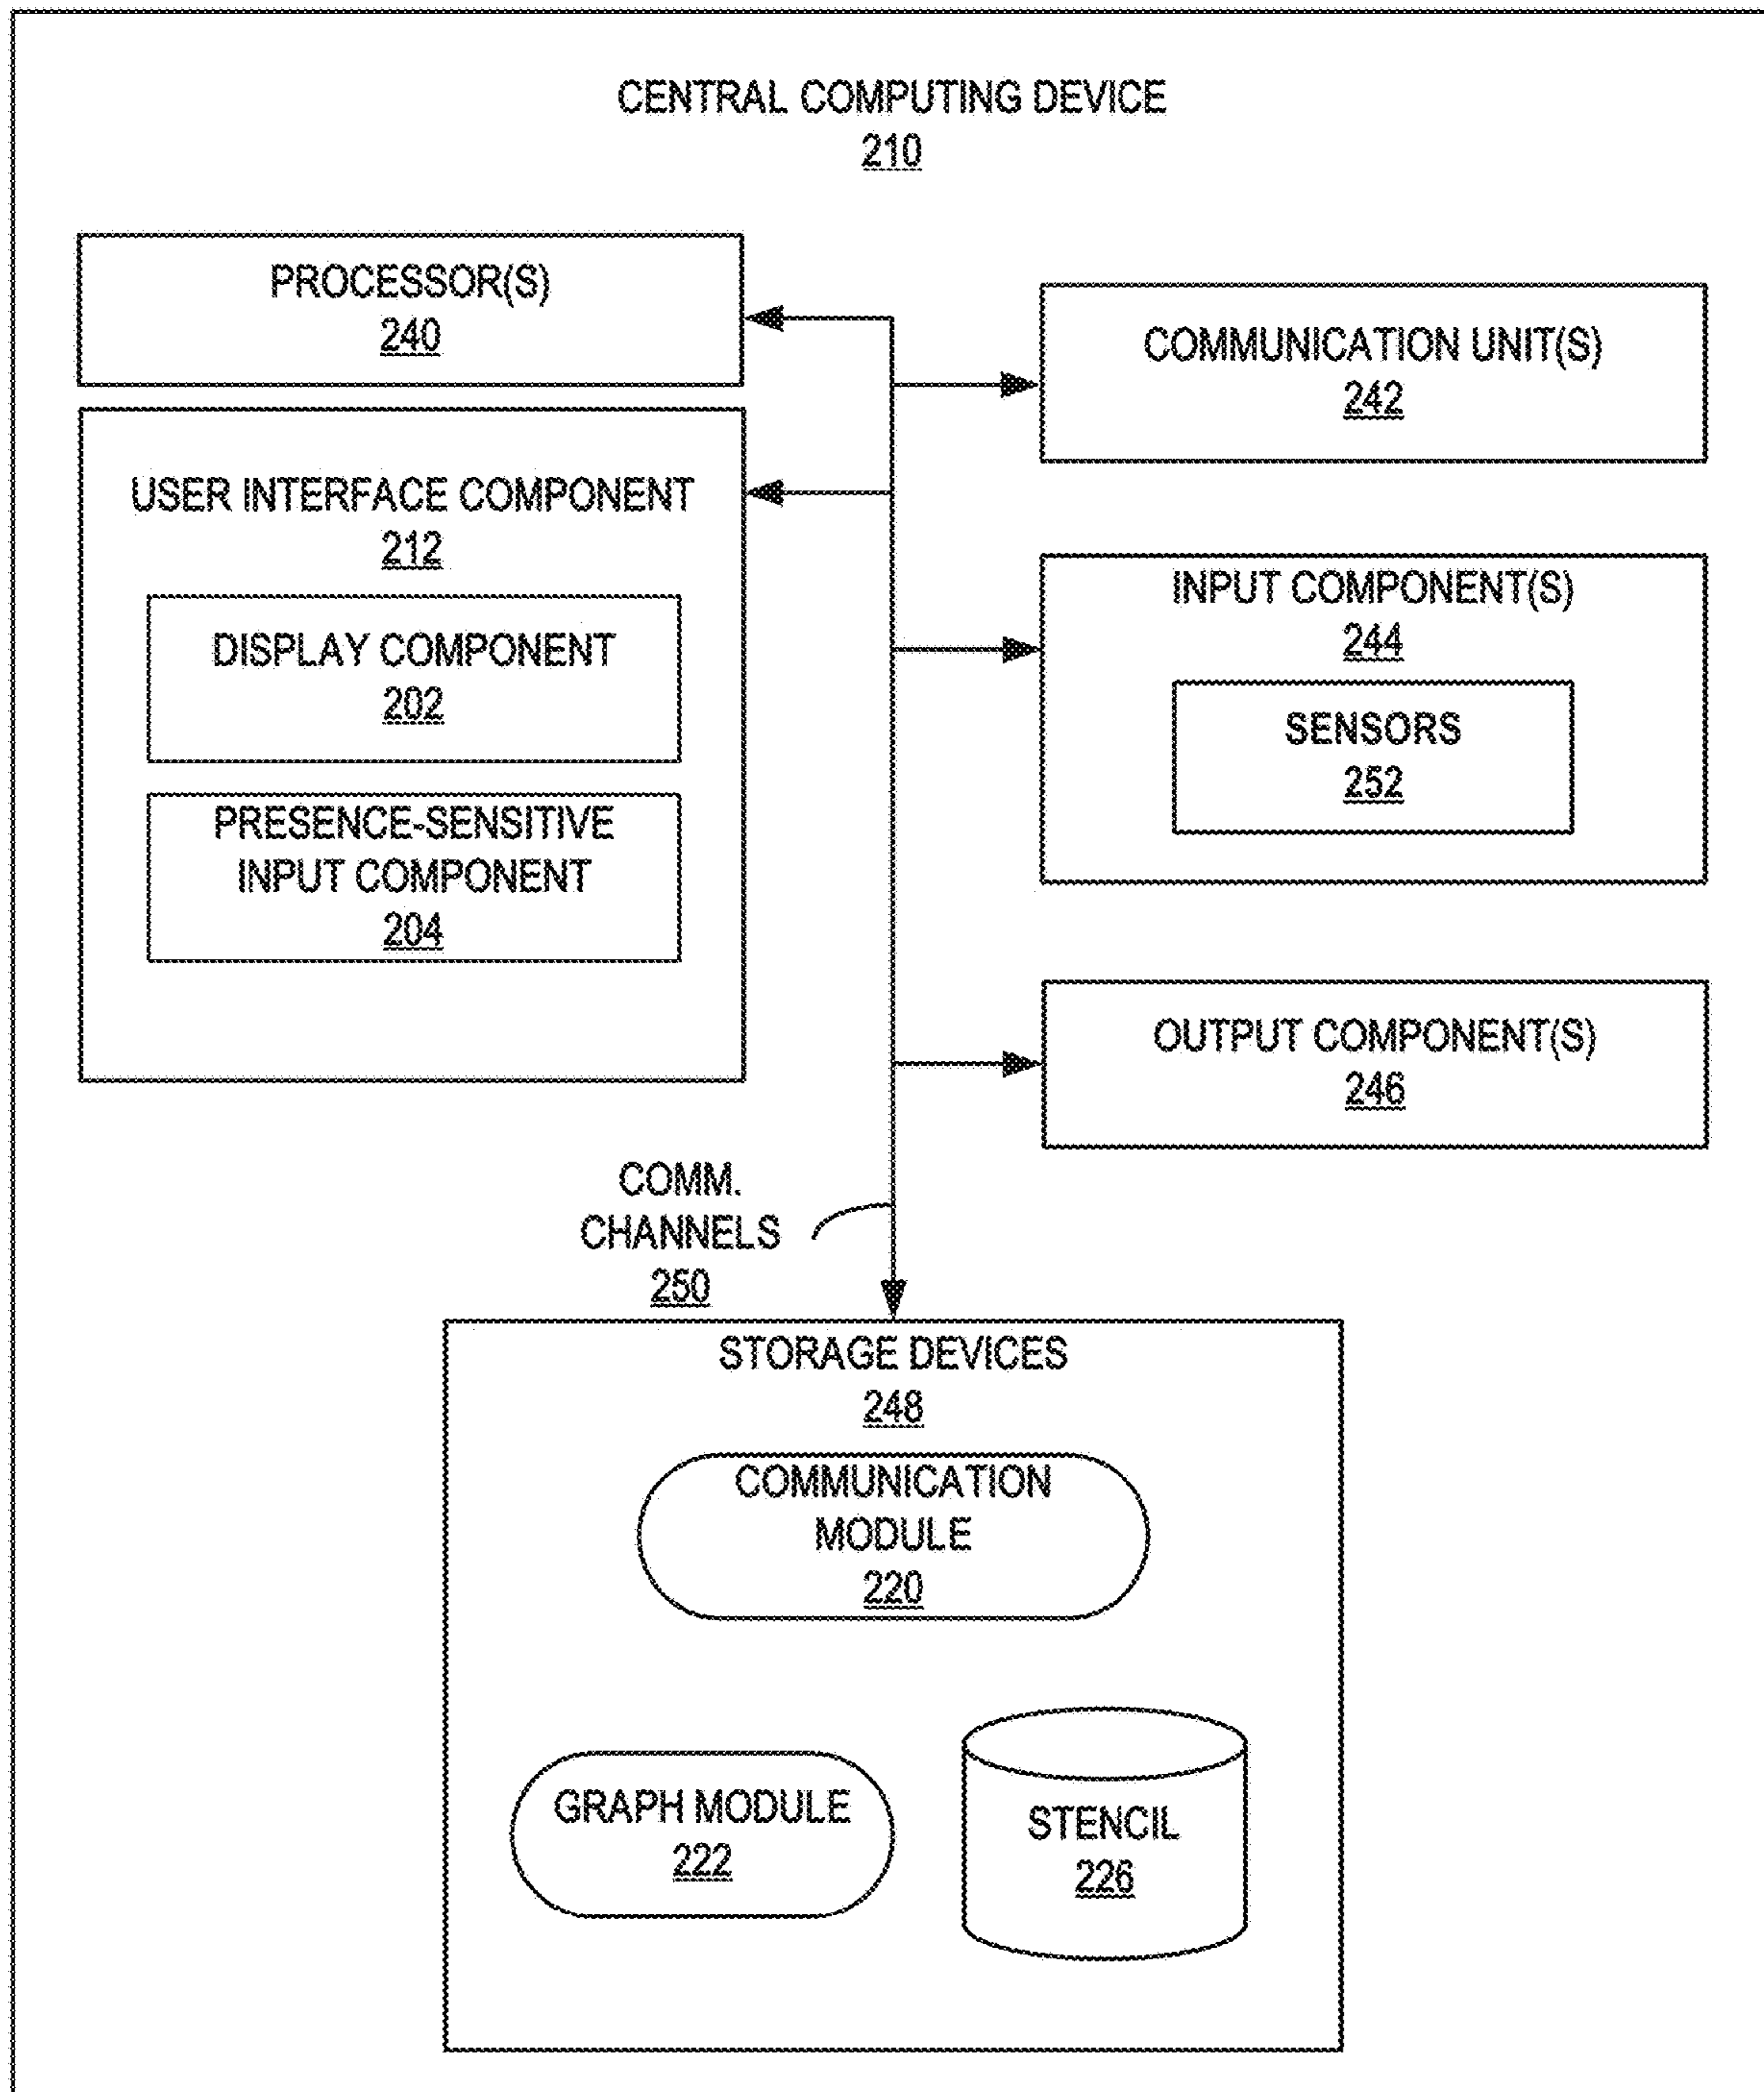 CENTRAL COMPUTING DEVICE
210
PROCESSOR(S)
240
COMMUNICATION UNIT(S)
242
USER INTERFACE COMPONENT
212
DISPLAY COMPONENT
202
PRESENCE-SENSITIVE
INPUT COMPONENT
204
INPUT COMPONENT(S)
244
SENSORS
252
OUTPUT COMPONENT(S)
246
COMM.
CHANNELS
250
STORAGE DEVICES
248
COMMUNICATION
MODULE
220
GRAPH MODULE
222
STENCIL
226